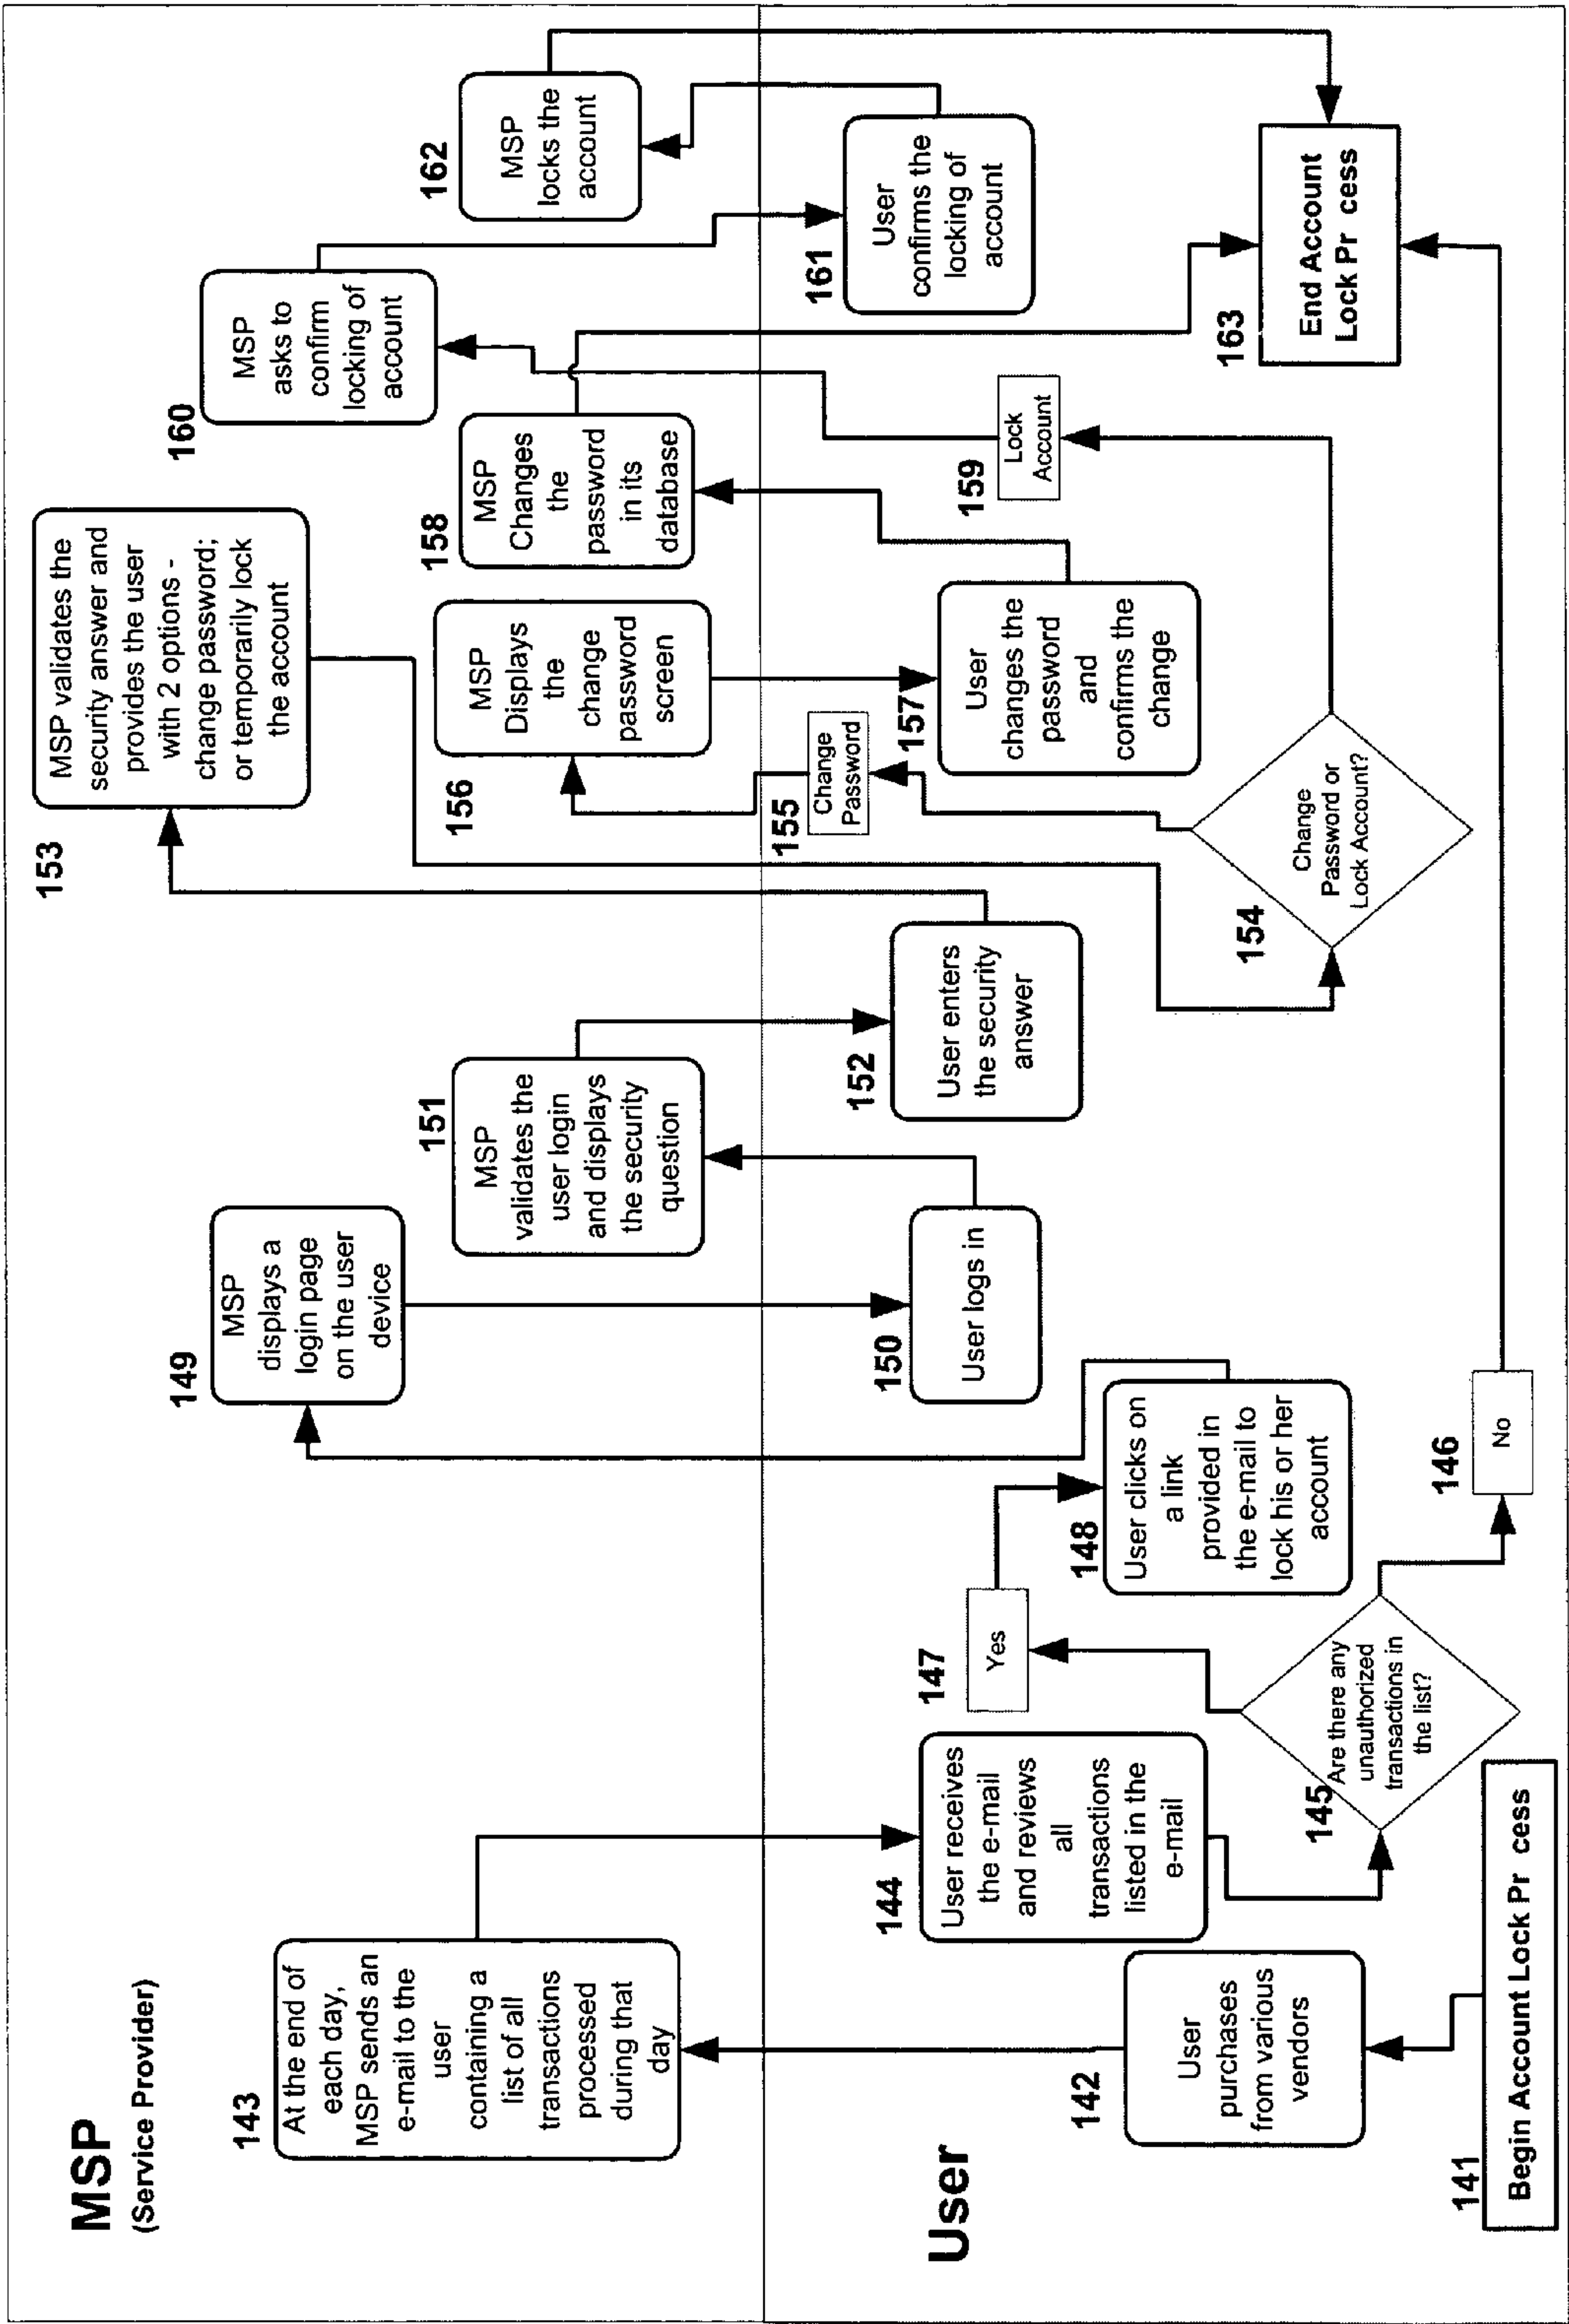 MSP
(Service Provider)
143
At the end of
each day,
MSP sends an
e-mail to the
user
containing a
list of all
transactions
processed
during that
day
149
MSP
displays a
login page
on the user
device
151
MSP
validates the
user login
and displays
the security
question
153
MSP validates the
security answer and
provides the user
with 2 options -
change password;
or temporarily lock
the account
156
MSP
Displays
the
change
password
screen
158
MSP
Changes
the
password
in its
database
160
MSP
asks to
confirm
locking of
account
162
MSP
locks the
account
User
141
Begin Account Lock Pr cess
142
User
purchases
from various
vendors
144
User receives
the e-mail
and reviews
all
transactions
listed in the
e-mail
145
Are there any
unauthorized
transactions in
the list?
147
Yes
146
No
148
User clicks on
a link
provided in
the e-mail to
lock his or her
account
150
User logs in
152
User enters
the security
answer
154
Change
Password or
Lock Account?
155
Change
Password
157
User
changes the
password
and
confirms the
change
159
Lock
Account
161
User
confirms the
locking of
account
163
End Account
Lock Pr cess